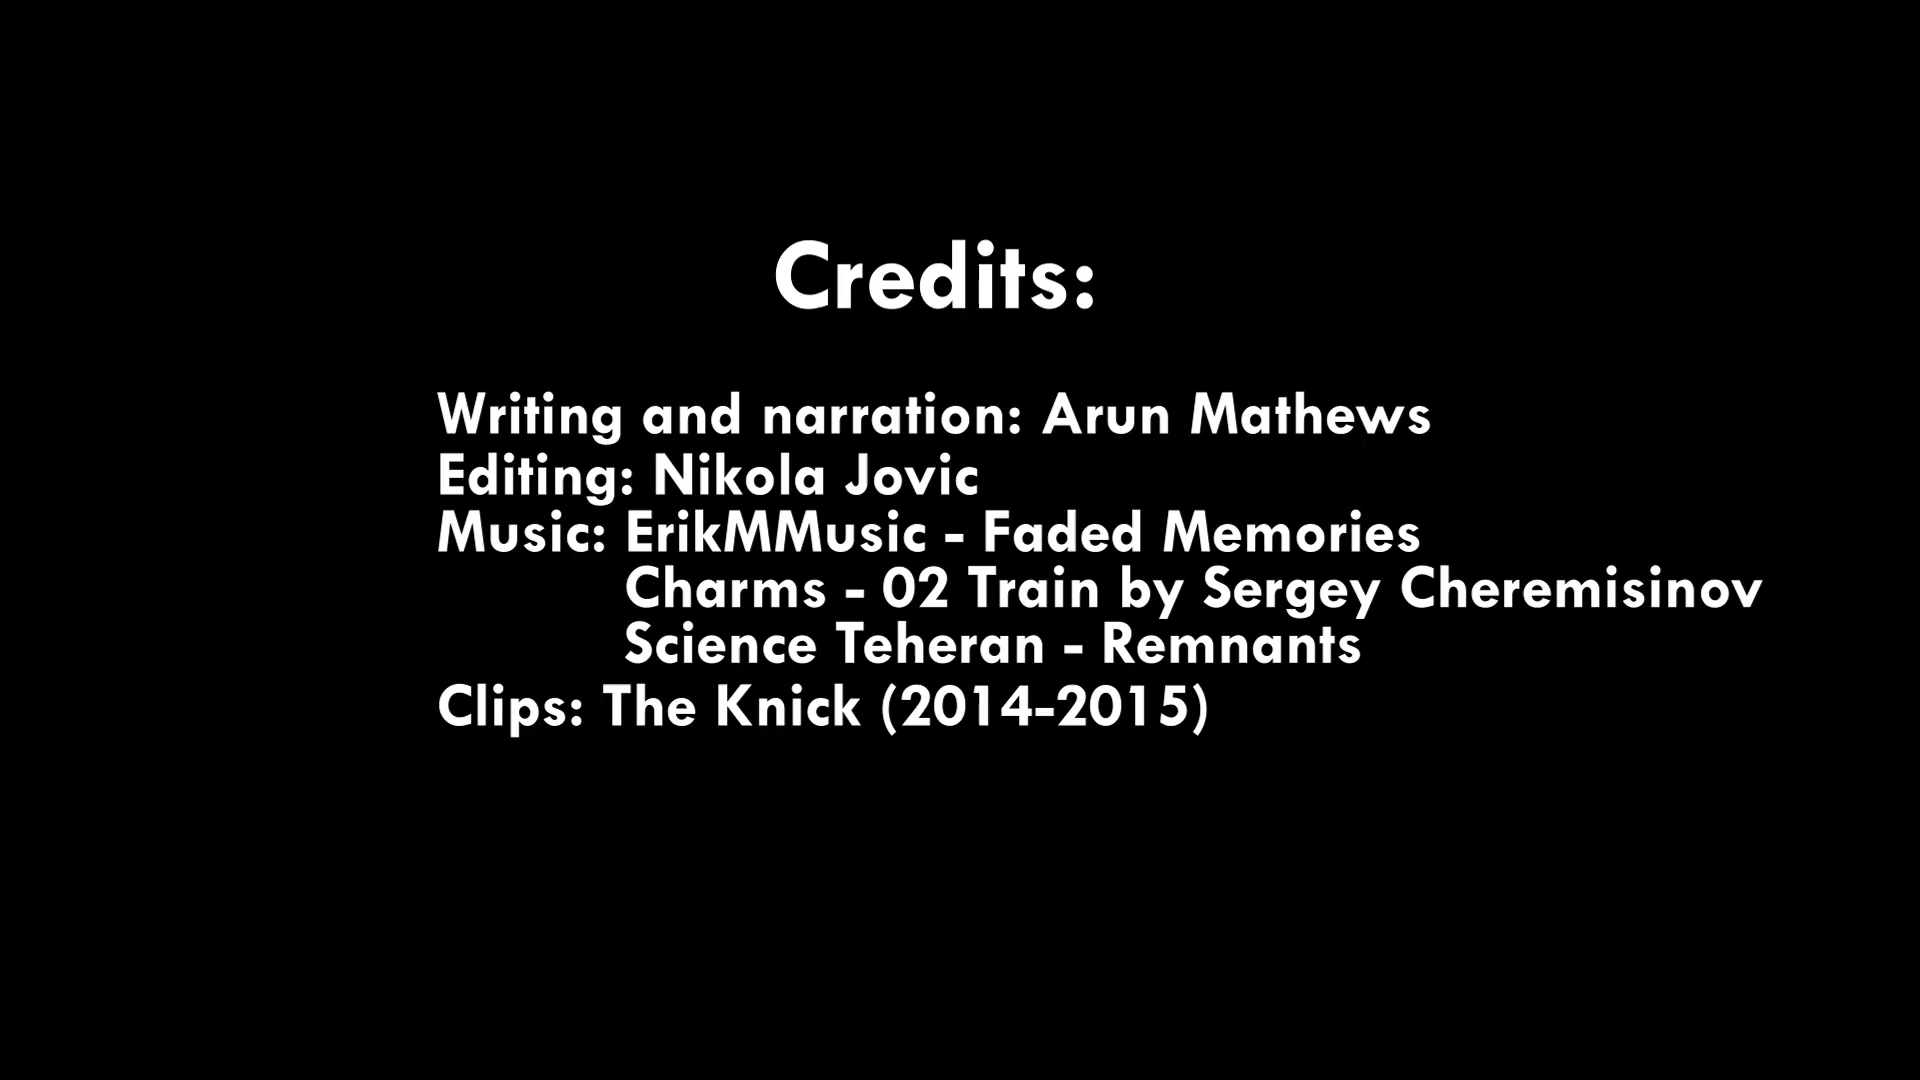 Credits:
Writing and narration: Arun Mathews
Editing: Nikola Jovic
Music: ErikMMusic - Faded Memories
Charms - 02 Train by Sergey Cheremisinov
Science Teheran - Remnants
Clips: The Knick (2014-2015)